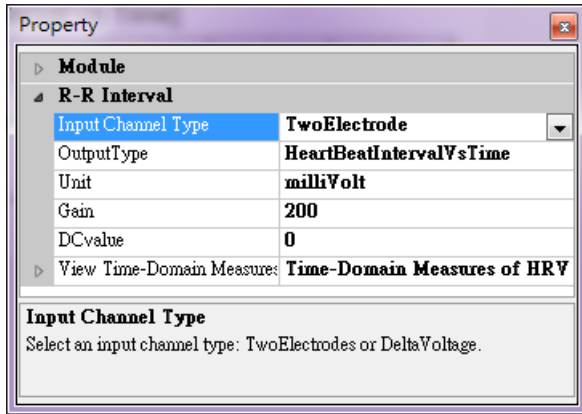 Property
Module
R-R Interval
Input Channel Type TwoElectrode
OutputType HeartBeatIntervalVsTime
Unit milliVolt
Gain 200
DCvalue 0
View Time-Domain Measures Time-Domain Measures of HRV
Input Channel Type
Select an input channel type: TwoElectrodes or DeltaVoltage.